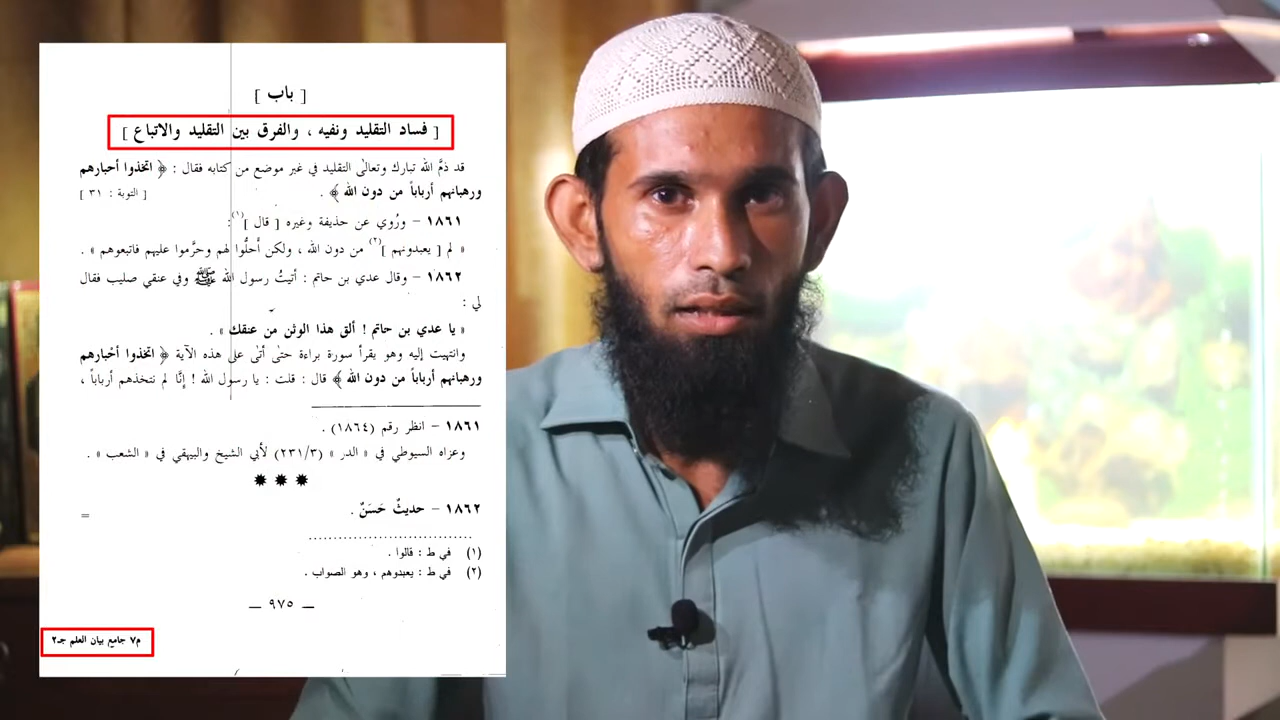 [ باب ]
[ فساد التقليد ونفيه ، والفرق بين التقليد والاتباع ]
قد ذمَّ الله تبارك وتعالى التقليد في غير موضع من كتابه فقال : ﴿ اتخذوا أحبارهم
ورهبانهم أرباباً من دون الله ﴾ . [ التوبة : ٣١ ]
١٨٦١ – ورُوي عن حذيفة وغيره [ قال ](١) :
« لم [ يعبدونهم ](٢) من دون الله ، ولكن أحلُّوا لهم وحرَّموا عليهم فاتبعوهم » .
١٨٦٢ – وقال عدي بن حاتم : أتيتُ رسول الله ﷺ وفي عنقي صليب فقال
لي :
« يا عدي بن حاتم ! ألق هذا الوثن من عنقك » .
وانتهيت إليه وهو يقرأ سورة براءة حتى أتى على هذه الآية ﴿ اتخذوا أحبارهم
ورهبانهم أرباباً من دون الله ﴾ قال : قلت : يا رسول الله ! إنَّا لم نتخذهم أرباباً ،
١٨٦١ – انظر رقم (١٨٦٤) .
وعزاه السيوطي في « الدر » (٢٣١/٣) لأبي الشيخ والبيهقي في « الشعب » .
١٨٦٢ – حديثٌ حَسَنٌ .
=
(١) في ط : قالوا .
(٢) في ط : يعبدوهم ، وهو الصواب .
— ٩٧٥ —
م٧ جامع بيان العلم جـ٢